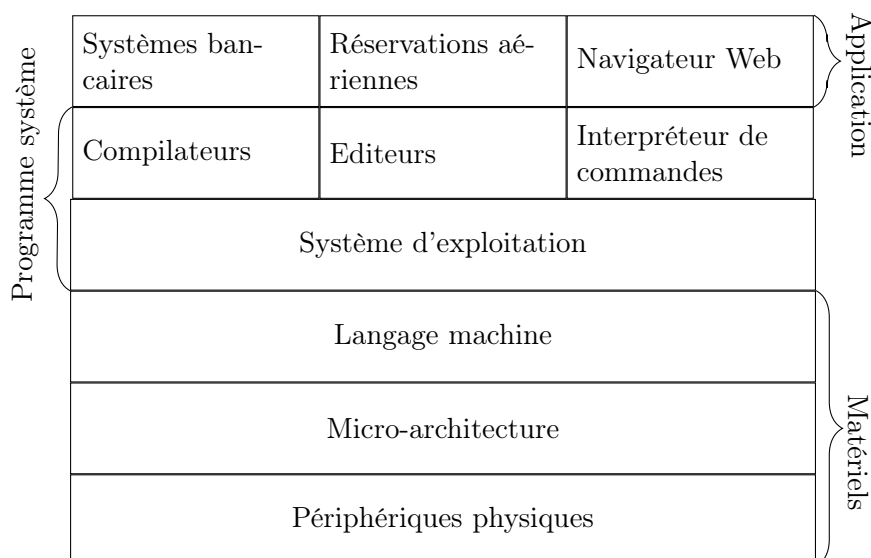 Systèmes ban-
caires
Réservations aé-
riennes
Navigateur Web
Application
Programme système
Compilateurs
Editeurs
Interpréteur de
commandes
Système d'exploitation
Langage machine
Micro-architecture
Périphériques physiques
Matériels